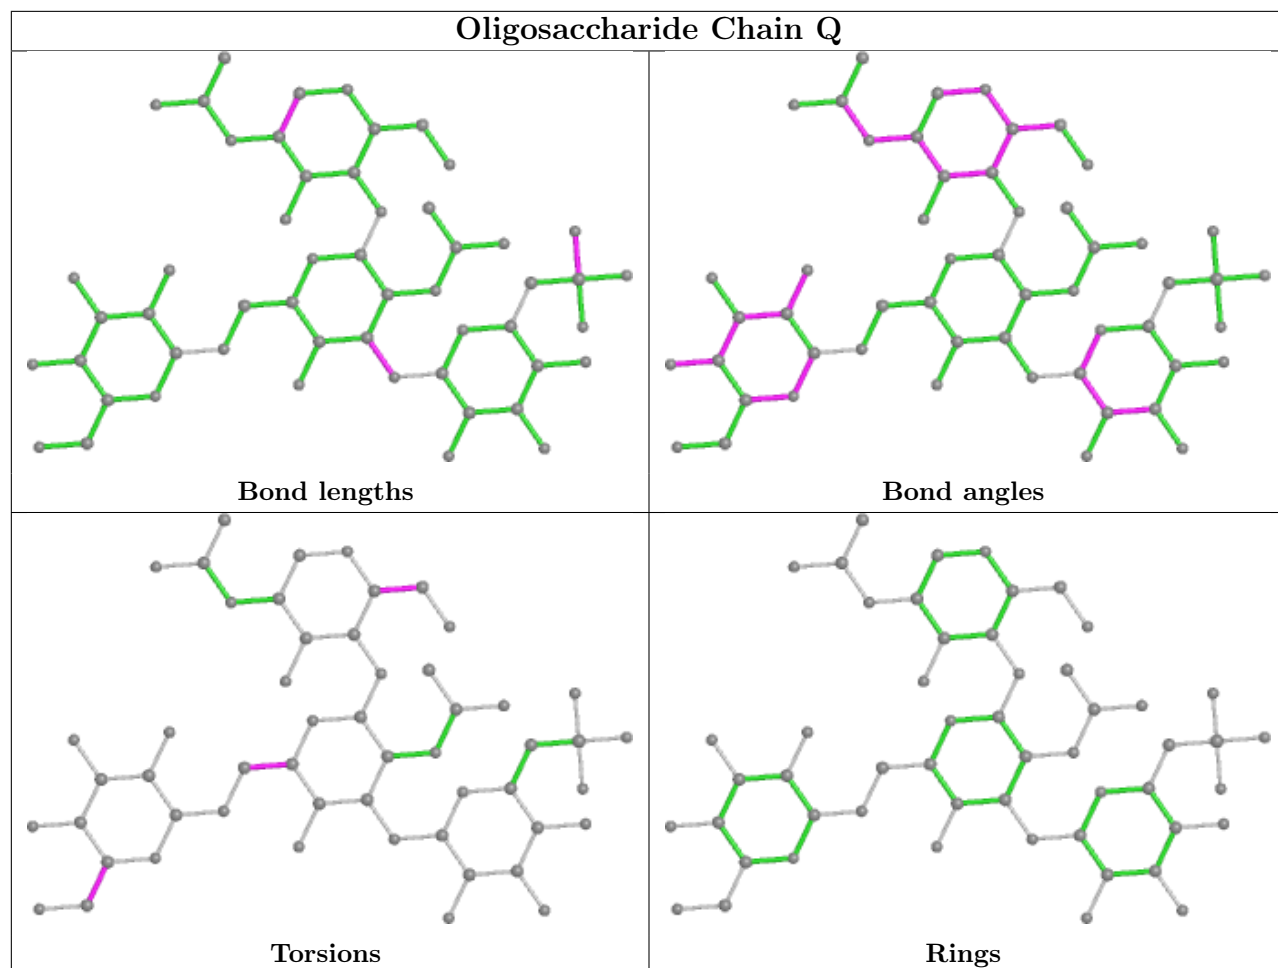 Oligosaccharide Chain Q
Bond lengths
Bond angles
Torsions
Rings